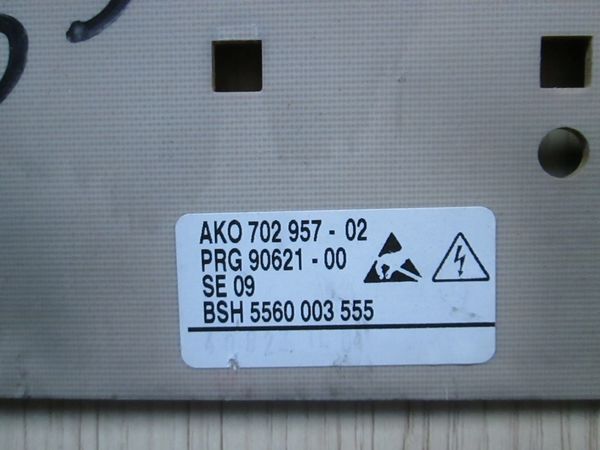 AKO 702 957 - 02
PRG 90621 - 00
SE 09
BSH 5560 003 555